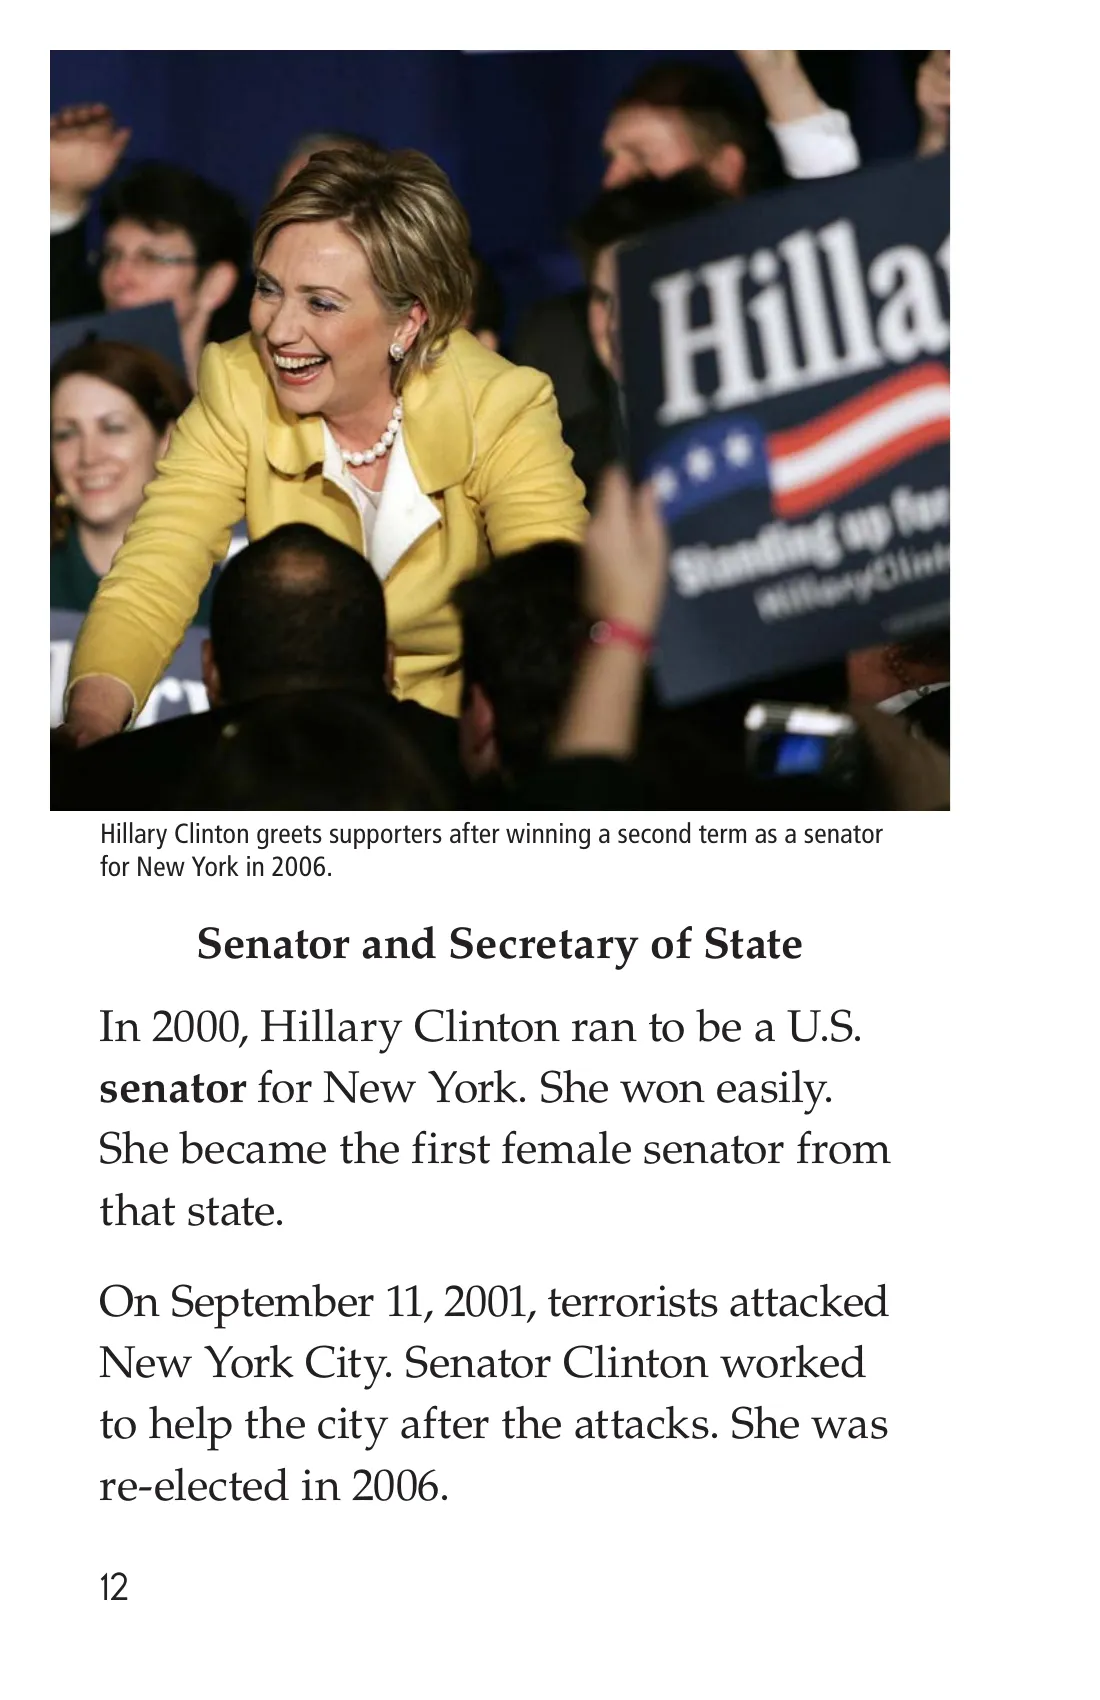 Hilla
Standing up for
HillaryClint
ry
Hillary Clinton greets supporters after winning a second term as a senator
for New York in 2006.
Senator and Secretary of State
In 2000, Hillary Clinton ran to be a U.S.
senator for New York. She won easily.
She became the first female senator from
that state.
On September 11, 2001, terrorists attacked
New York City. Senator Clinton worked
to help the city after the attacks. She was
re-elected in 2006.
12